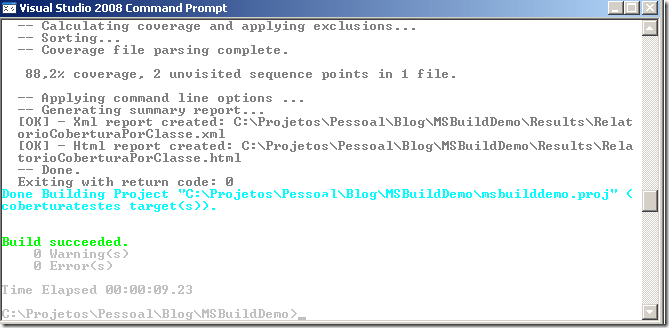 Visual Studio 2008 Command Prompt
-- Calculating coverage and applying exclusions...
-- Sorting...
-- Coverage file parsing complete.
88,2% coverage, 2 unvisited sequence points in 1 file.
-- Applying command line options ...
-- Generating summary report...
[OK] - Xml report created: C:\Projetos\Pessoal\Blog\MSBuildDemo\Results\Relat
orioCoberturaPorClasse.xml
[OK] - Html report created: C:\Projetos\Pessoal\Blog\MSBuildDemo\Results\Rela
torioCoberturaPorClasse.html
-- Done.
Exiting with return code: 0
Done Building Project "C:\Projetos\Pessoal\Blog\MSBuildDemo\msbuilddemo.proj" (
coberturatestes target(s)).
Build succeeded.
0 Warning(s)
0 Error(s)
Time Elapsed 00:00:09.23
C:\Projetos\Pessoal\Blog\MSBuildDemo>_